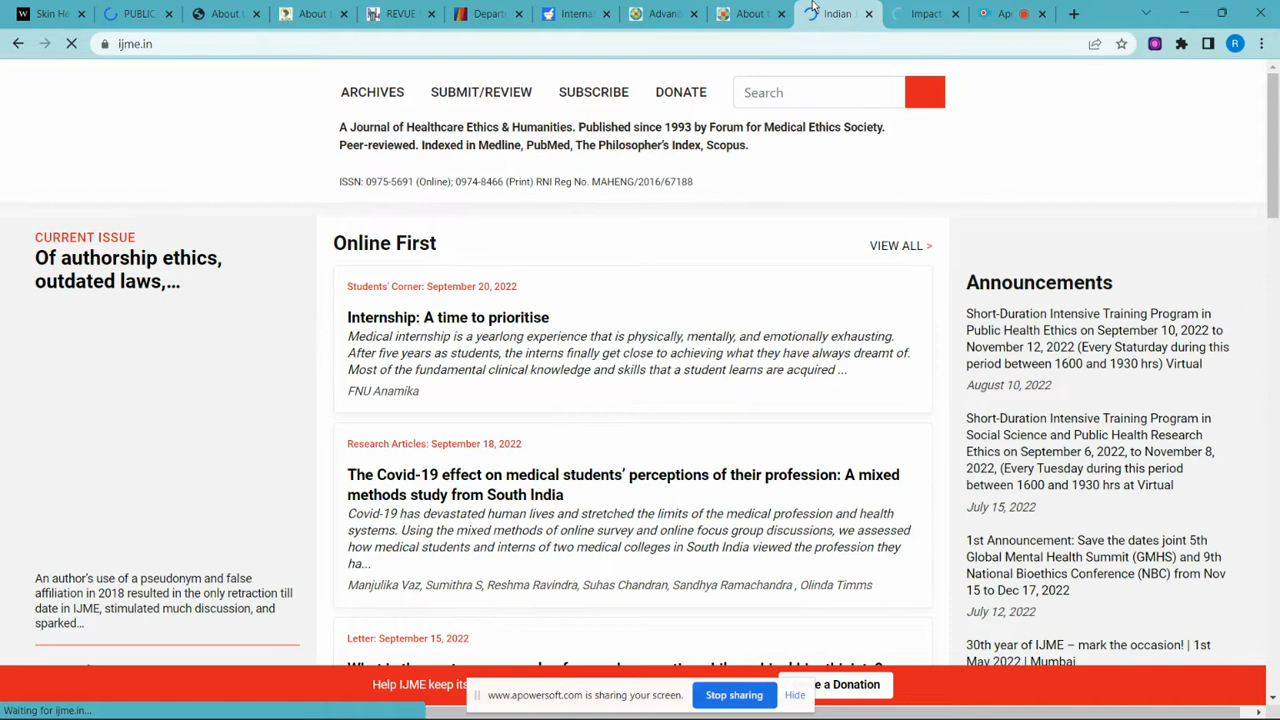 Skin He
PUBLIC
About t
About t
REVUE
Depart
Interna
Advanc
About t
Indian J
Impact
Apo
ijme.in
R
ARCHIVES
SUBMIT/REVIEW
SUBSCRIBE
DONATE
Search
A Journal of Healthcare Ethics & Humanities. Published since 1993 by Forum for Medical Ethics Society.
Peer-reviewed. Indexed in Medline, PubMed, The Philosopher's Index, Scopus.
ISSN: 0975-5691 (Online); 0974-8466 (Print) RNI Reg No. MAHENG/2016/67188
CURRENT ISSUE
Of authorship ethics,
outdated laws,...
An author's use of a pseudonym and false
affiliation in 2018 resulted in the only retraction till
date in IJME, stimulated much discussion, and
sparked...
Online First
VIEW ALL >
Students' Corner: September 20, 2022
Internship: A time to prioritise
Medical internship is a yearlong experience that is physically, mentally, and emotionally exhausting.
After five years as students, the interns finally get close to achieving what they have always dreamt of.
Most of the fundamental clinical knowledge and skills that a student learns are acquired ...
FNU Anamika
Research Articles: September 18, 2022
The Covid-19 effect on medical students' perceptions of their profession: A mixed
methods study from South India
Covid-19 has devastated human lives and stretched the limits of the medical profession and health
systems. Using the mixed methods of online survey and online focus group discussions, we assessed
how medical students and interns of two medical colleges in South India viewed the profession they
ha...
Manjulika Vaz, Sumithra S, Reshma Ravindra, Suhas Chandran, Sandhya Ramachandra , Olinda Timms
Letter: September 15, 2022
Announcements
Short-Duration Intensive Training Program in
Public Health Ethics on September 10, 2022 to
November 12, 2022 (Every Staturday during this
period between 1600 and 1930 hrs) Virtual
August 10, 2022
Short-Duration Intensive Training Program in
Social Science and Public Health Research
Ethics on September 6, 2022, to November 8,
2022, (Every Tuesday during this period
between 1600 and 1930 hrs at Virtual
July 15, 2022
1st Announcement: Save the dates joint 5th
Global Mental Health Summit (GMHS) and 9th
National Bioethics Conference (NBC) from Nov
15 to Dec 17, 2022
July 12, 2022
30th year of IJME – mark the occasion! | 1st
May 2022 | Mumbai
Help IJME keep its
a Donation
www.apowersoft.com is sharing your screen.
Stop sharing
Hide
Waiting for ijme.in...